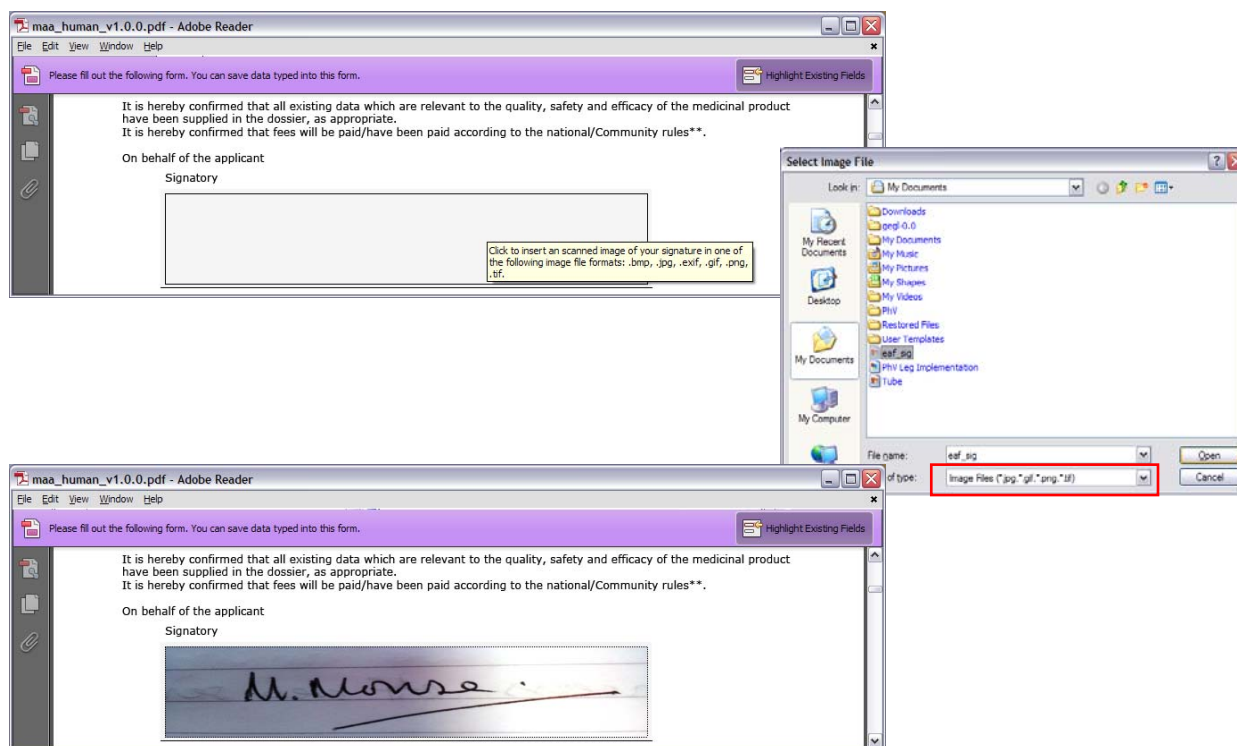 maa_human_v1.0.0.pdf - Adobe Reader
File Edit View Window Help
Please fill out the following form. You can save data typed into this form.
Highlight Existing Fields
It is hereby confirmed that all existing data which are relevant to the quality, safety and efficacy of the medicinal product
have been supplied in the dossier, as appropriate.
It is hereby confirmed that fees will be paid/have been paid according to the national/Community rules**.
On behalf of the applicant
Signatory
Click to insert an scanned image of your signature in one of
the following image file formats: .bmp, .jpg, .exif, .gif, .png,
.tif.
Select Image File
Look in: My Documents
My Recent
Documents
Desktop
My Documents
My Computer
Downloads
gegl-0.0
My Documents
My Music
My Pictures
My Shapes
My Videos
PhV
Restored Files
User Templates
eaf_sig
PhV Leg Implementation
Tube
File name: eaf_sig Open
of type: Image Files (*.jpg,*.gif,*.png,*.tif) Cancel
maa_human_v1.0.0.pdf - Adobe Reader
File Edit View Window Help
Please fill out the following form. You can save data typed into this form.
Highlight Existing Fields
It is hereby confirmed that all existing data which are relevant to the quality, safety and efficacy of the medicinal product
have been supplied in the dossier, as appropriate.
It is hereby confirmed that fees will be paid/have been paid according to the national/Community rules**.
On behalf of the applicant
Signatory
M. Mouse